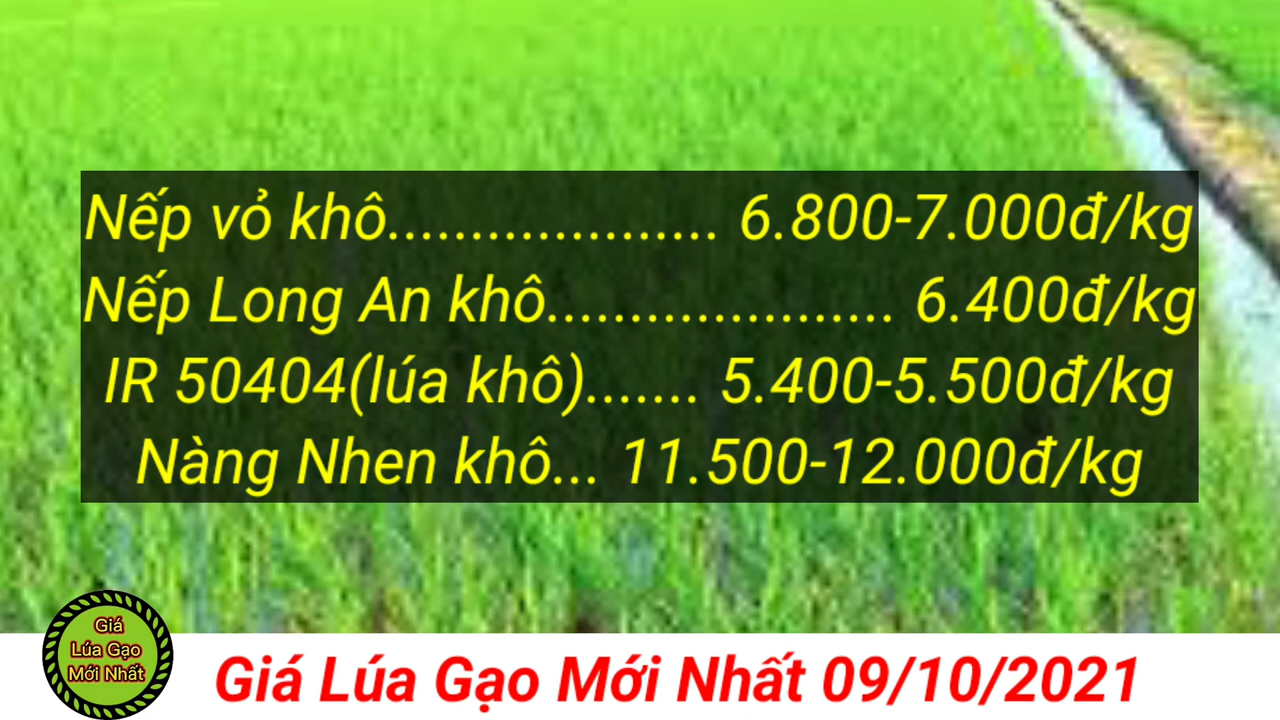 Nếp vỏ khô.................... 6.800-7.000đ/kg
Nếp Long An khô..................... 6.400đ/kg
IR 50404(lúa khô)....... 5.400-5.500đ/kg
Nàng Nhen khô... 11.500-12.000đ/kg
Giá
Lúa Gạo
Mới Nhất
Giá Lúa Gạo Mới Nhất 09/10/2021